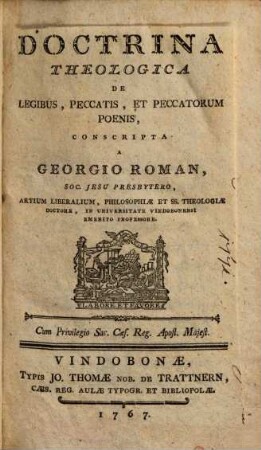 DOCTRINA
THEOLOGICA
DE
LEGIBUS, PECCATIS, ET PECCATORUM
POENIS,
CONSCRIPTA
A
GEORGIO ROMAN,
SOC. JESU PRESBYTERO,
ARTIUM LIBERALIUM, PHILOSOPHIÆ ET SS. THEOLOGIÆ
DOCTORE, IN UNIVERSITATE VINDOBONENSI
EMERITO PROFESSORE.
LABORE ET FAVORE
Cum Privilegio Sac. Cæs. Reg. Apost. Majest.
VINDOBONÆ,
TYPIS JO. THOMÆ NOB. DE TRATTNERN,
CÆS. REG. AULÆ TYPOGR. ET BIBLIOPOLÆ.
1767.